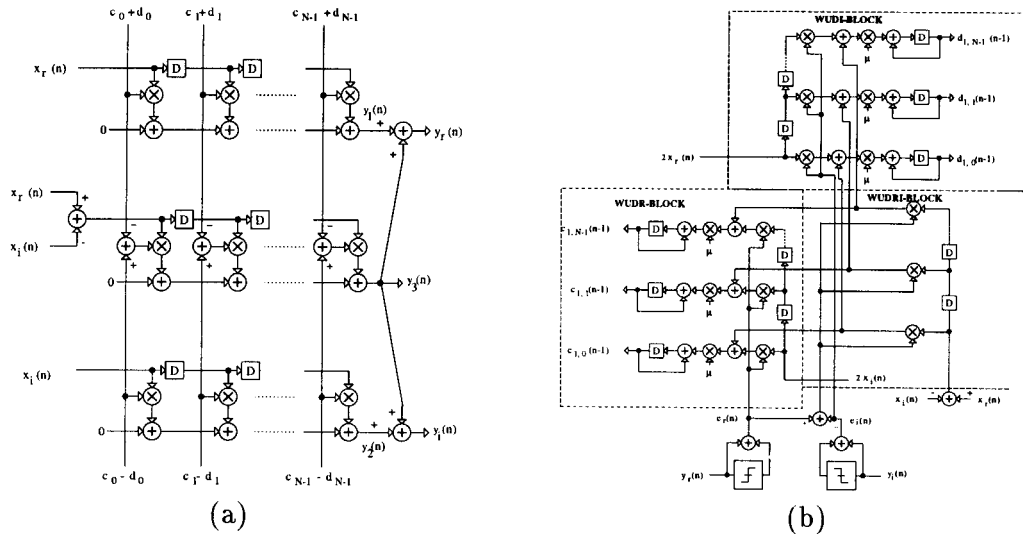 c 0 + d 0
c 1 + d 1
c N-1 + d N-1
x r (n)
D
D
y 1 (n)
+
0
+
y r (n)
+
x r (n)
+
-
x i (n)
D
D
-
-
-
+
+
+
0
y 3 (n)
x i (n)
D
D
+
0
+
y 2 (n)
y i (n)
c 0 - d 0
c 1 - d 1
c N-1 - d N-1
(a)
WUDI-BLOCK
D
d 1, N-1 (n-1)
μ
D
D
d 1, 1 (n-1)
μ
D
2x r (n)
D
d 1, 0 (n-1)
μ
WUDR-BLOCK
WUDRI-BLOCK
c 1, N-1 (n-1)
D
μ
D
D
c 1, 1 (n-1)
D
μ
D
D
c 1, 0 (n-1)
D
μ
2x i (n)
x i (n)
-
+
x r (n)
e r (n)
e i (n)
y r (n)
y i (n)
(b)